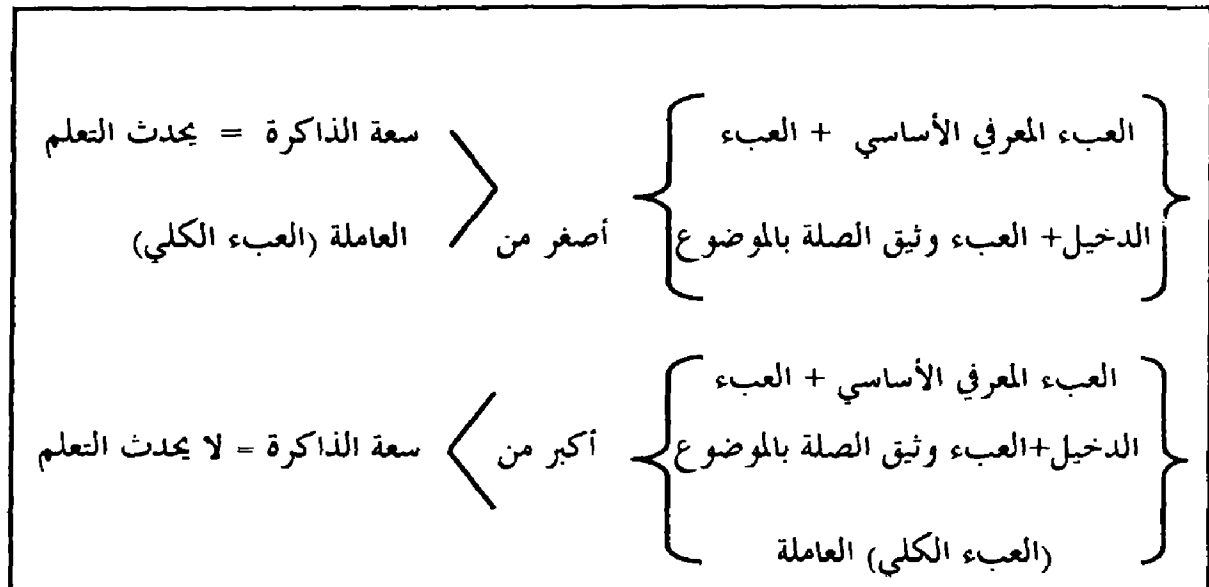 العبء المعرفي الأساسي + العبء
سعة الذاكرة = يحدث التعلم
الدخيل+ العبء وثيق الصلة بالموضوع
أصغر من
العاملة (العبء الكلي)
العبء المعرفي الأساسي + العبء
الدخيل+العبء وثيق الصلة بالموضوع
أكبر من
سعة الذاكرة = لا يحدث التعلم
(العبء الكلي) العاملة